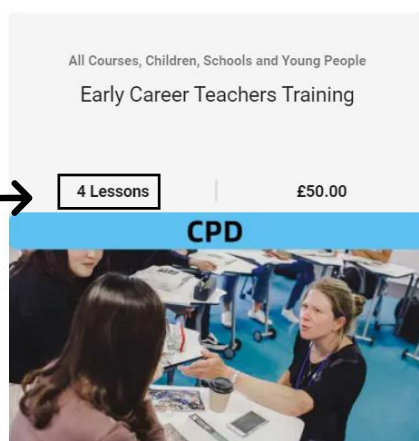 All Courses, Children, Schools and Young People
Early Career Teachers Training
4 Lessons
£50.00
CPD